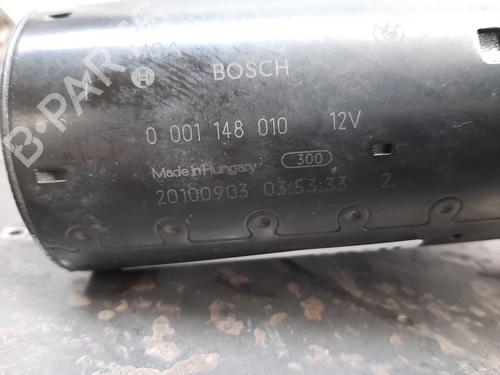 B-PARTS
BOSCH
0 001 148 010 12V
Made in Hungary 300
20100903 03:53:33 2